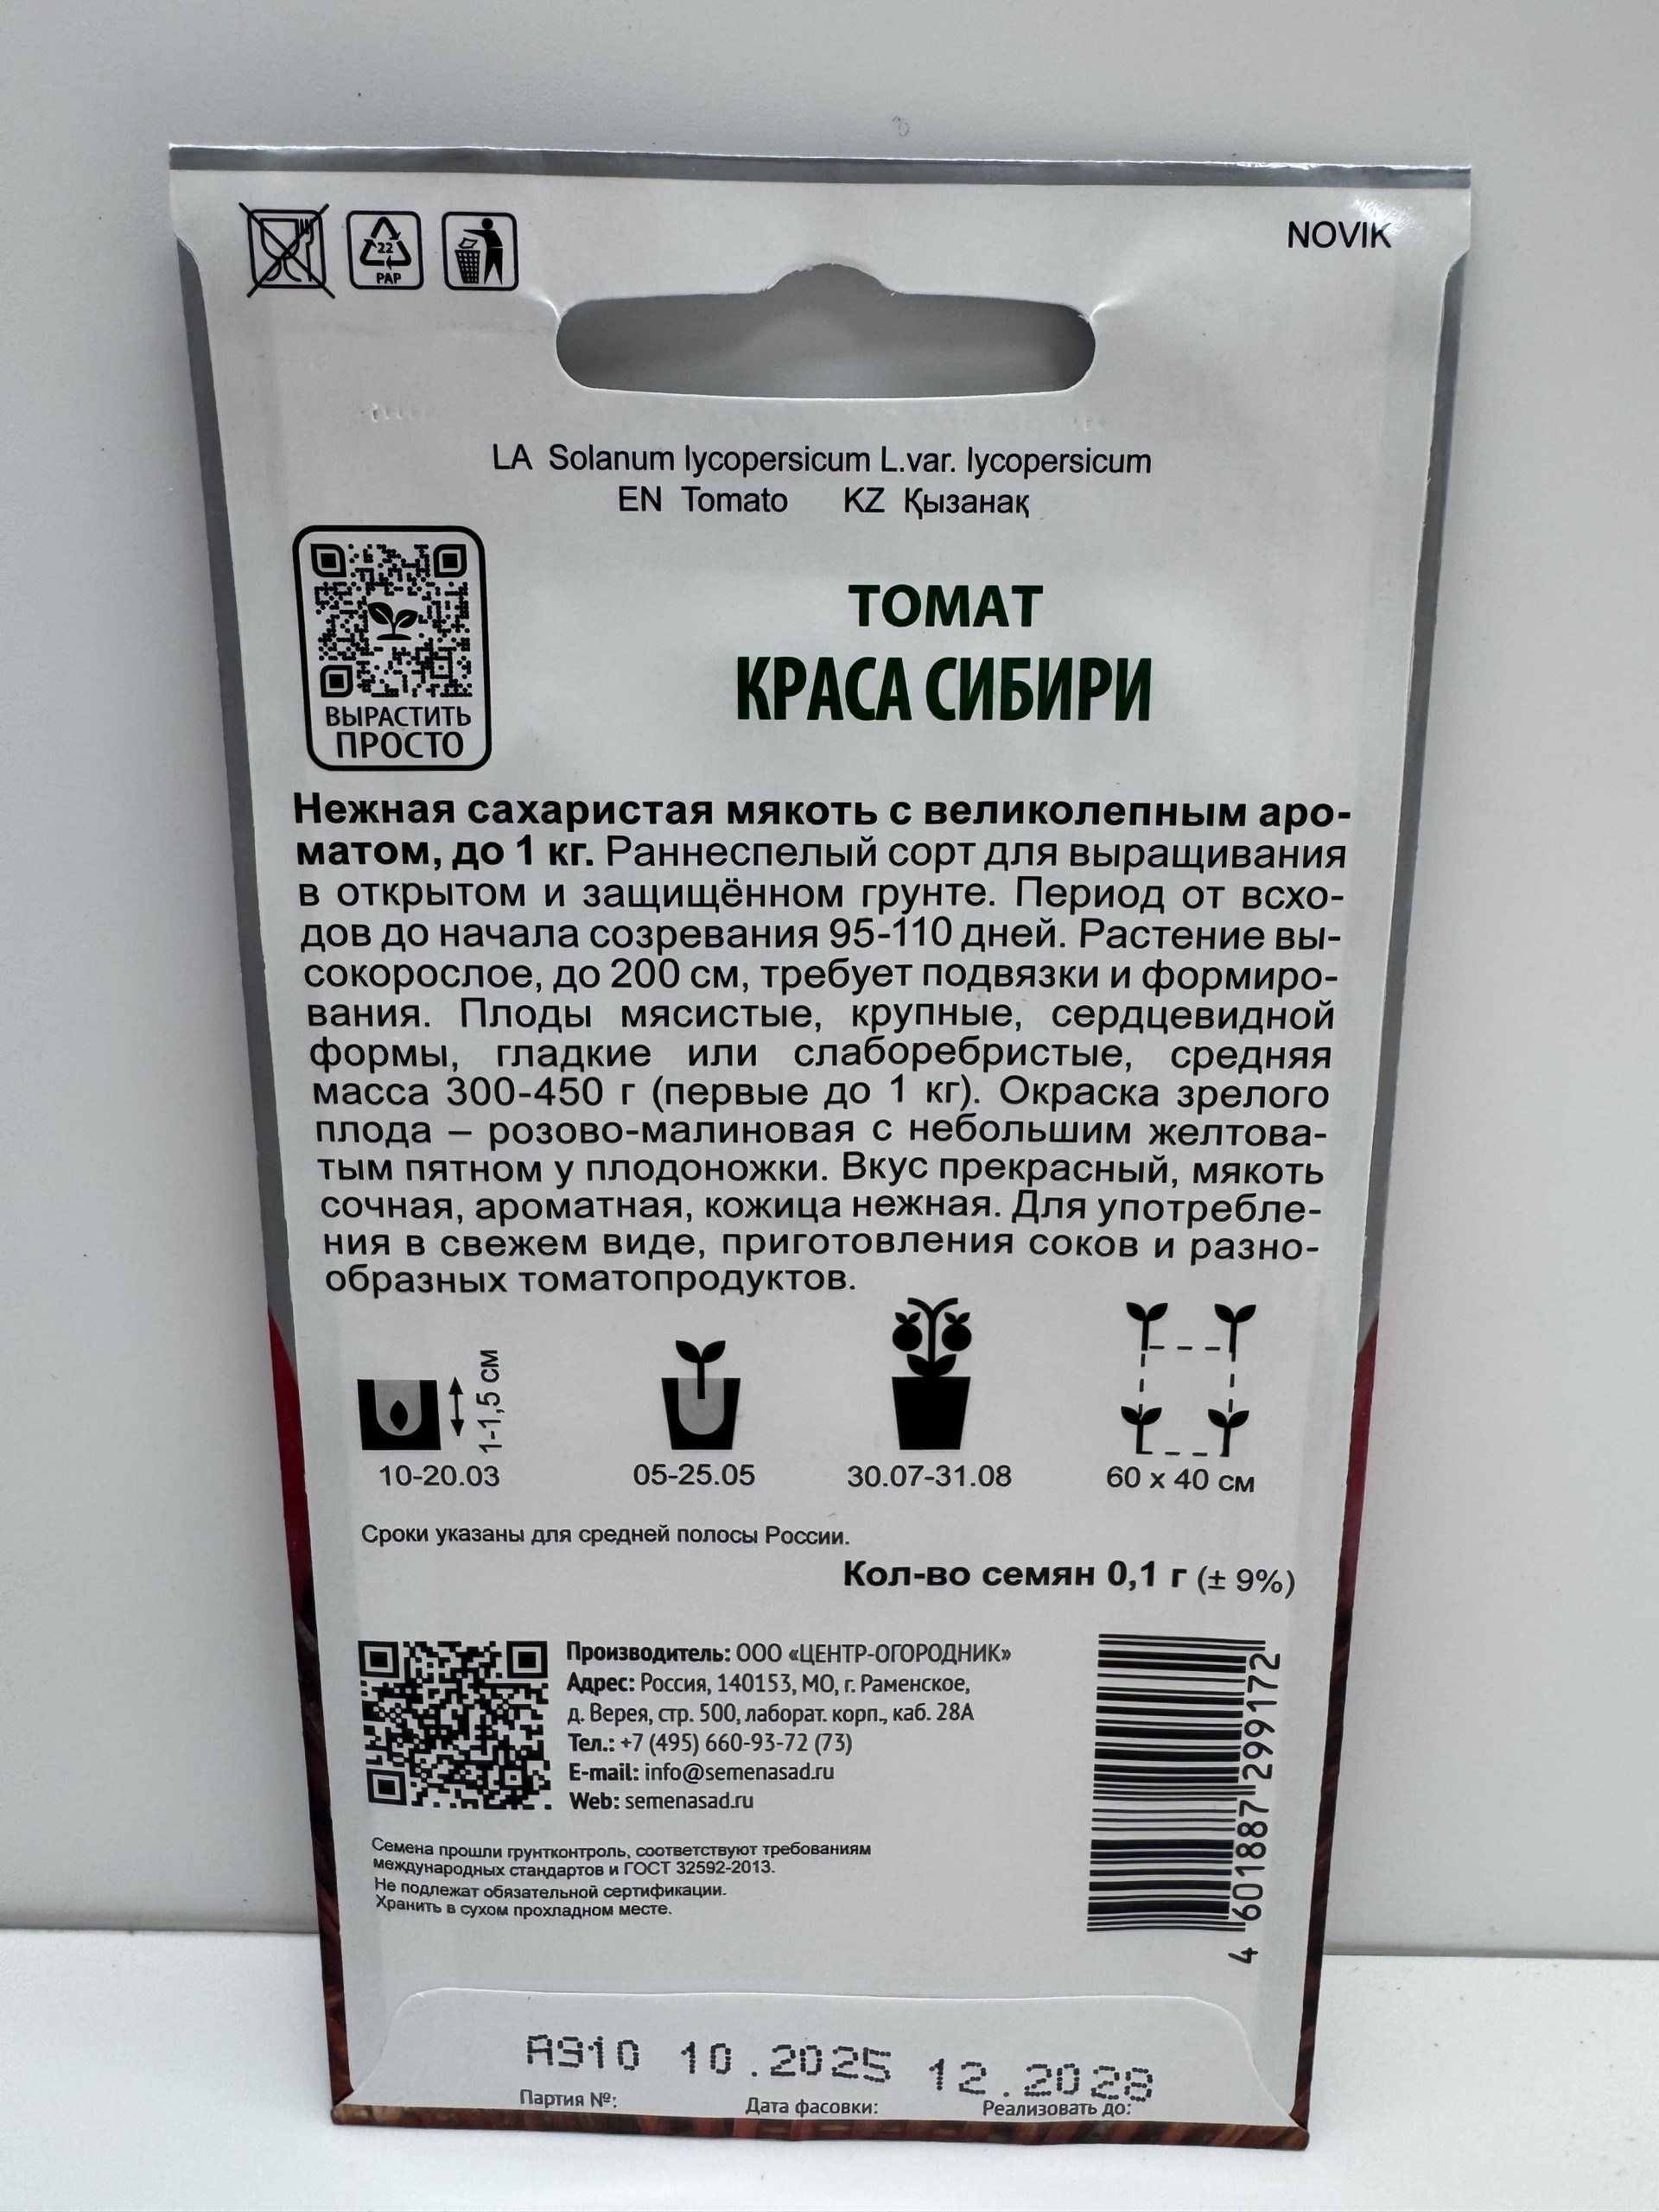 22
PAP
NOVIK
LA Solanum lycopersicum L.var. lycopersicum
EN Tomato KZ Қызанақ
ВЫРАСТИТЬ
ПРОСТО
ТОМАТ
КРАСА СИБИРИ
Нежная сахаристая мякоть с великолепным аро-
матом, до 1 кг. Раннеспелый сорт для выращивания
в открытом и защищённом грунте. Период от всхо-
дов до начала созревания 95-110 дней. Растение вы-
сокорослое, до 200 см, требует подвязки и формиро-
вания. Плоды мясистые, крупные, сердцевидной
формы, гладкие или слаборебристые, средняя
масса 300-450 г (первые до 1 кг). Окраска зрелого
плода – розово-малиновая с небольшим желтова-
тым пятном у плодоножки. Вкус прекрасный, мякоть
сочная, ароматная, кожица нежная. Для употребле-
ния в свежем виде, приготовления соков и разно-
образных томатопродуктов.
1-1,5 см
10-20.03
05-25.05
30.07-31.08
60 x 40 см
Сроки указаны для средней полосы России.
Кол-во семян 0,1 г (± 9%)
Производитель: ООО «ЦЕНТР-ОГОРОДНИК»
Адрес: Россия, 140153, МО, г. Раменское,
д. Верея, стр. 500, лаборат. корп., каб. 28А
Тел.: +7 (495) 660-93-72 (73)
E-mail: info@semenasad.ru
Web: semenasad.ru
4 601887 299172
Семена прошли грунтконтроль, соответствуют требованиям
международных стандартов и ГОСТ 32592-2013.
Не подлежат обязательной сертификации.
Хранить в сухом прохладном месте.
А910 10.2025 12.2028
Партия №: Дата фасовки: Реализовать до: